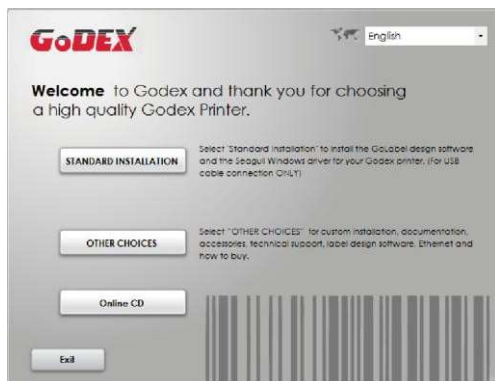 GoDEX
English
Welcome to Godex and thank you for choosing
a high quality Godex Printer.
STANDARD INSTALLATION
Select "Standard Installation" to install the GoLabel design software
and the Seagull Windows driver for your Godex printer. (For USB
cable connection ONLY)
OTHER CHOICES
Select "OTHER CHOICES" for custom installation, documentation,
accessories, technical support, label design software, Ethernet and
how to buy.
Online CD
Exit